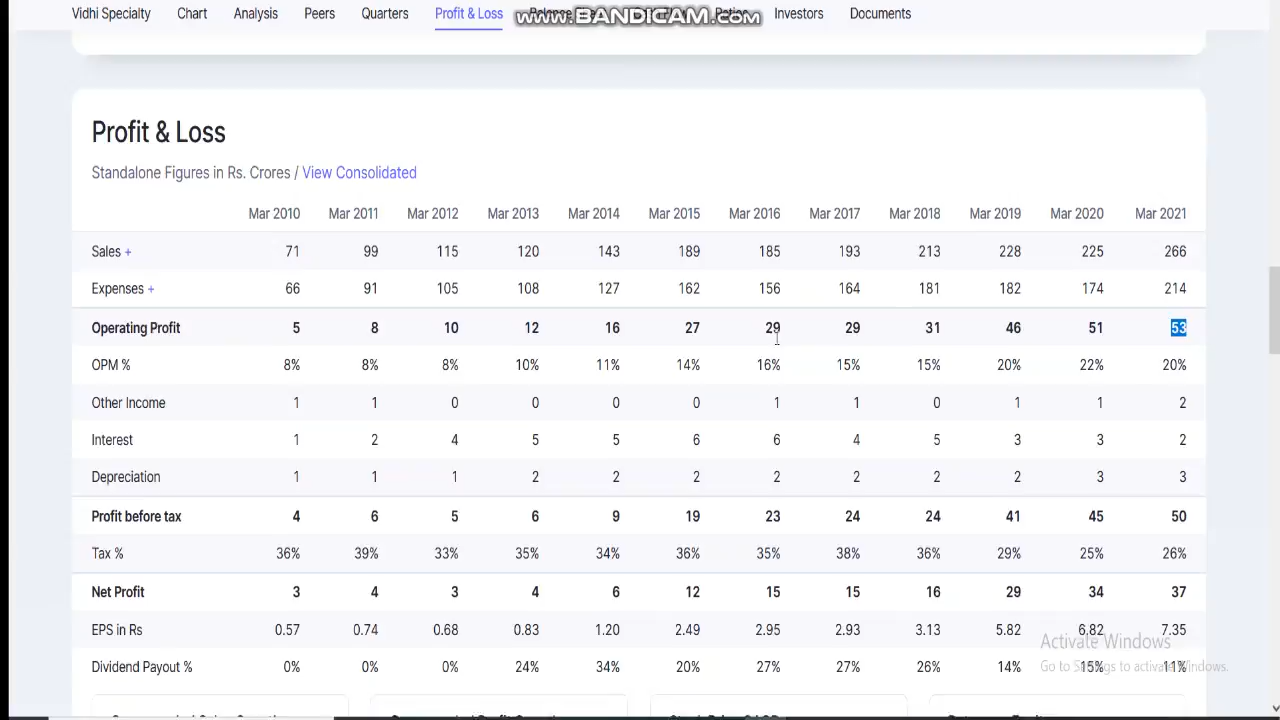 Vidhi Specialty Chart Analysis Peers Quarters Profit & Loss Balance Ratios Investors Documents
www.BANDICAM.com
Profit & Loss
Standalone Figures in Rs. Crores / View Consolidated
Mar 2010 Mar 2011 Mar 2012 Mar 2013 Mar 2014 Mar 2015 Mar 2016 Mar 2017 Mar 2018 Mar 2019 Mar 2020 Mar 2021
Sales + 71 99 115 120 143 189 185 193 213 228 225 266
Expenses + 66 91 105 108 127 162 156 164 181 182 174 214
Operating Profit 5 8 10 12 16 27 29 29 31 46 51 53
OPM % 8% 8% 8% 10% 11% 14% 16% 15% 15% 20% 22% 20%
Other Income 1 1 0 0 0 0 1 1 0 1 1 2
Interest 1 2 4 5 5 6 6 4 5 3 3 2
Depreciation 1 1 1 2 2 2 2 2 2 2 3 3
Profit before tax 4 6 5 6 9 19 23 24 24 41 45 50
Tax % 36% 39% 33% 35% 34% 36% 35% 38% 36% 29% 25% 26%
Net Profit 3 4 3 4 6 12 15 15 16 29 34 37
EPS in Rs 0.57 0.74 0.68 0.83 1.20 2.49 2.95 2.93 3.13 5.82 6.82 7.35
Activate Windows
Dividend Payout % 0% 0% 0% 24% 34% 20% 27% 27% 26% 14% 15% 11%
Go to Settings to activate Windows.